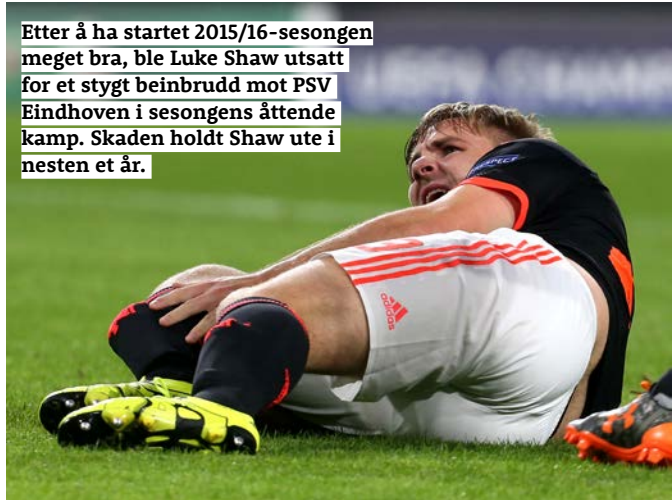 Etter å ha startet 2015/16-sesongen
meget bra, ble Luke Shaw utsatt
for et stygt beinbrudd mot PSV
Eindhoven i sesongens åttende
kamp. Skaden holdt Shaw ute i
nesten et år.
RESPECT
adidas